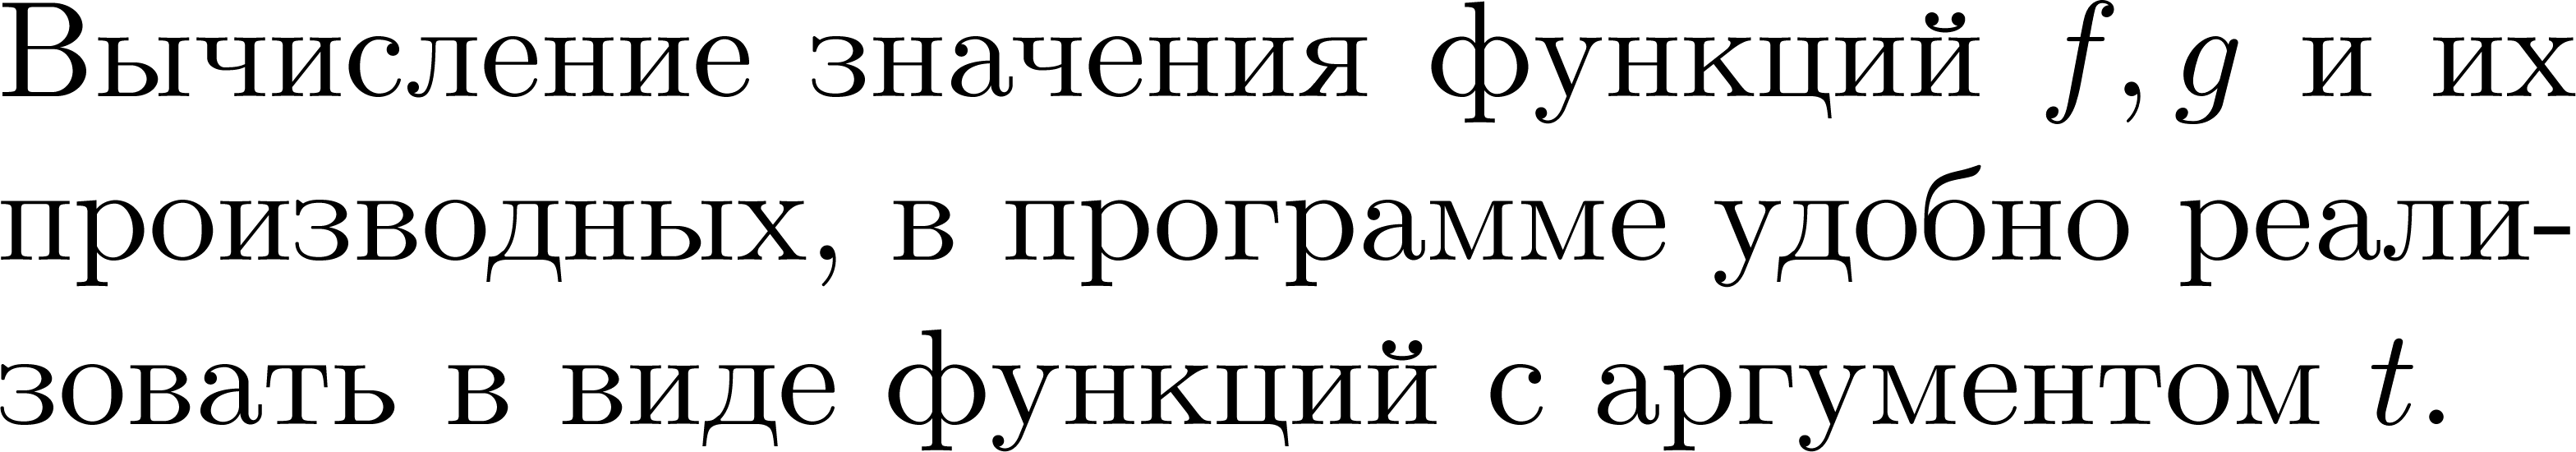 Вычисление значения функций f, g и их
производных, в программе удобно реали-
зовать в виде функций с аргументом t.